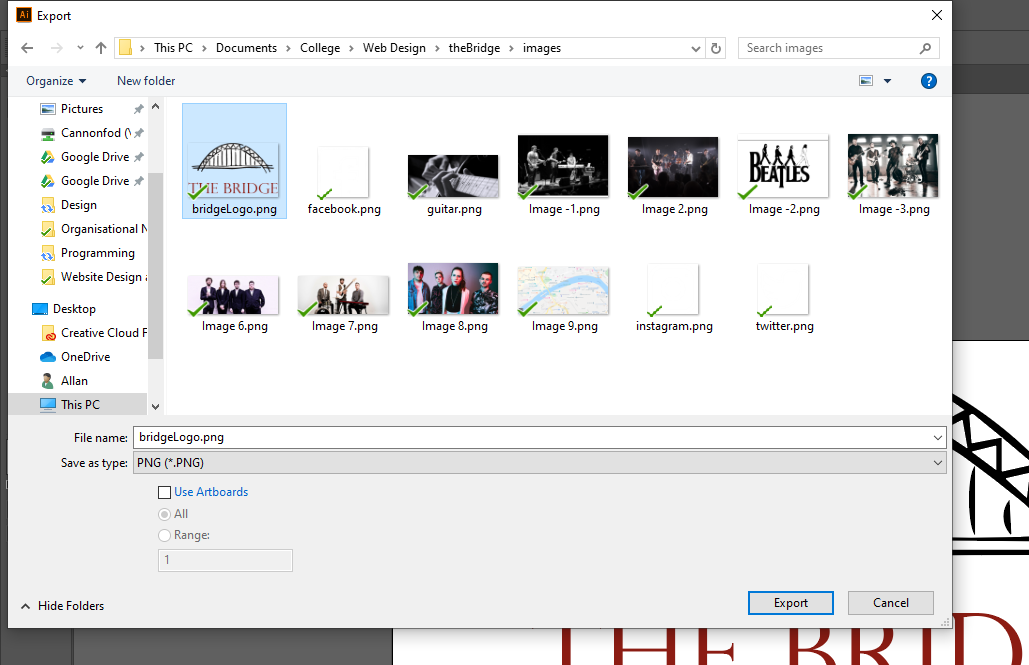 Ai Export
This PC > Documents > College > Web Design > theBridge > images
Search images
Organize
New folder
?
Pictures
Cannonfod (\
Google Drive
Google Drive
Design
Organisational N
Programming
Website Design a
Desktop
Creative Cloud F
OneDrive
Allan
This PC
THE BRIDGE
BEATLES
bridgeLogo.png
facebook.png
guitar.png
Image -1.png
Image 2.png
Image -2.png
Image -3.png
Image 6.png
Image 7.png
Image 8.png
Image 9.png
instagram.png
twitter.png
File name: bridgeLogo.png
Save as type: PNG (*.PNG)
Use Artboards
All
Range:
1
Hide Folders
Export
Cancel
THE BRID